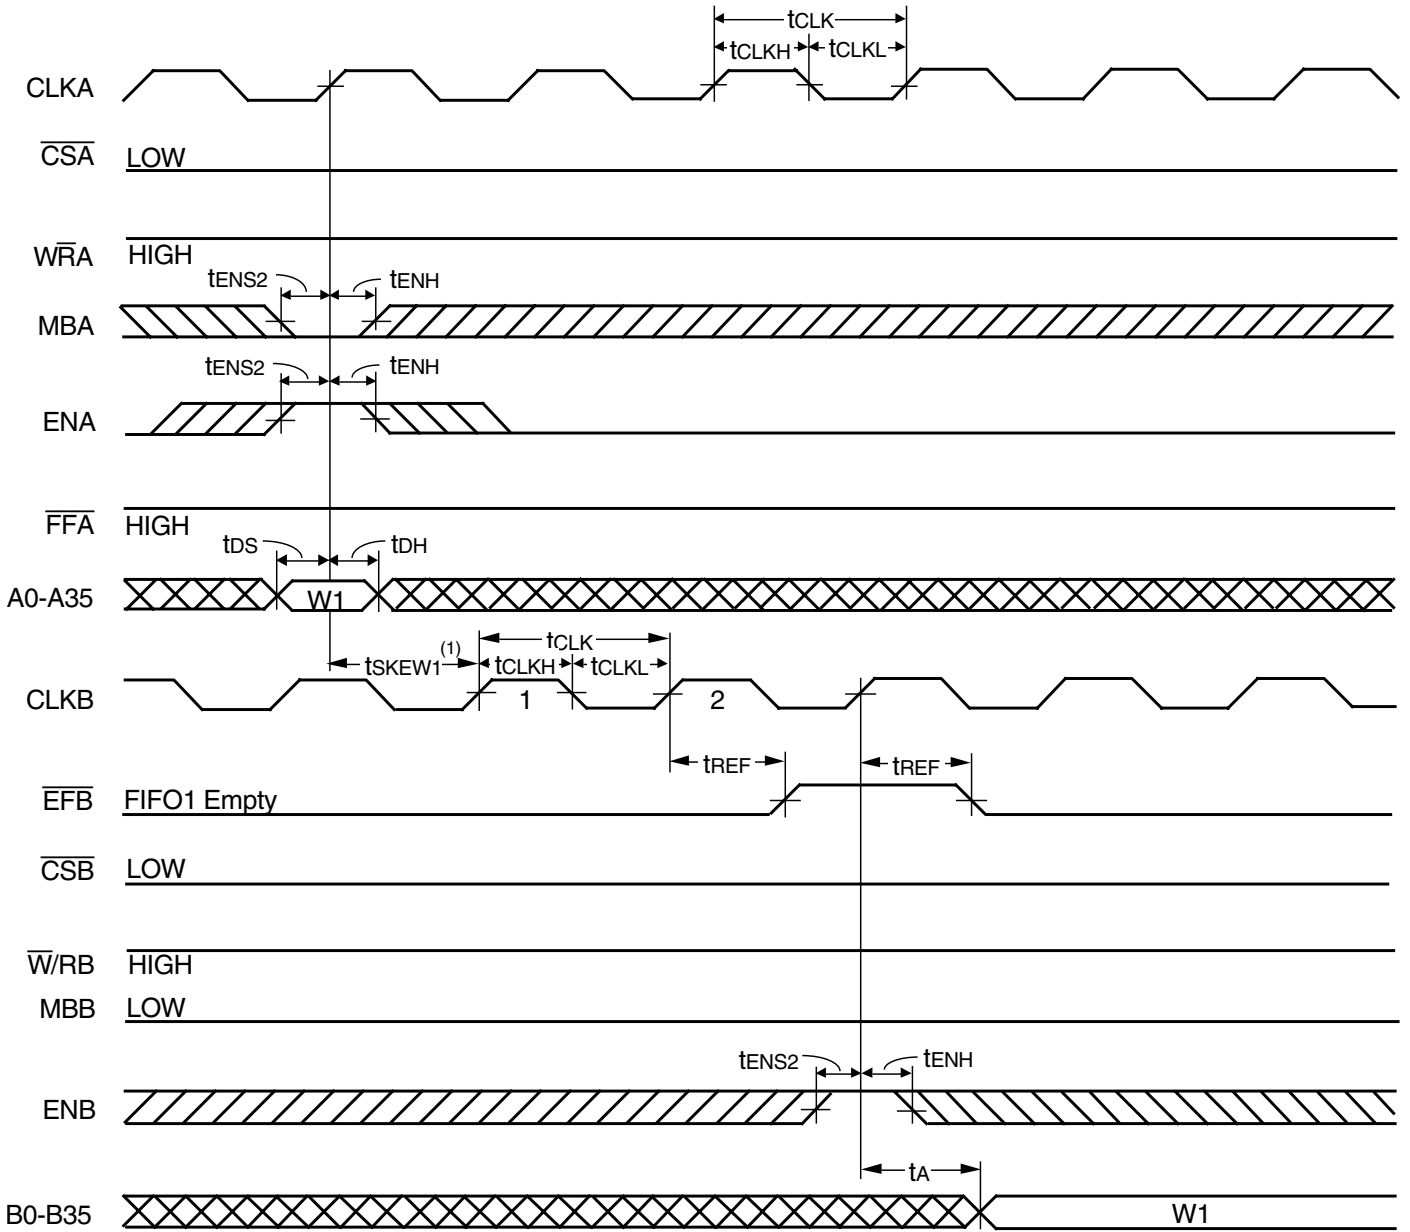 tCLK
tCLKH tCLKL
CLKA
CSA LOW
WRA HIGH
tENS2 tENH
MBA
tENS2 tENH
ENA
FFA HIGH
tDS tDH
A0-A35 W1
tSKEW1(1) tCLK
tCLKH tCLKL
CLKB 1 2
tREF tREF
EFB FIFO1 Empty
CSB LOW
W/RB HIGH
MBB LOW
tENS2 tENH
ENB
tA
B0-B35 W1